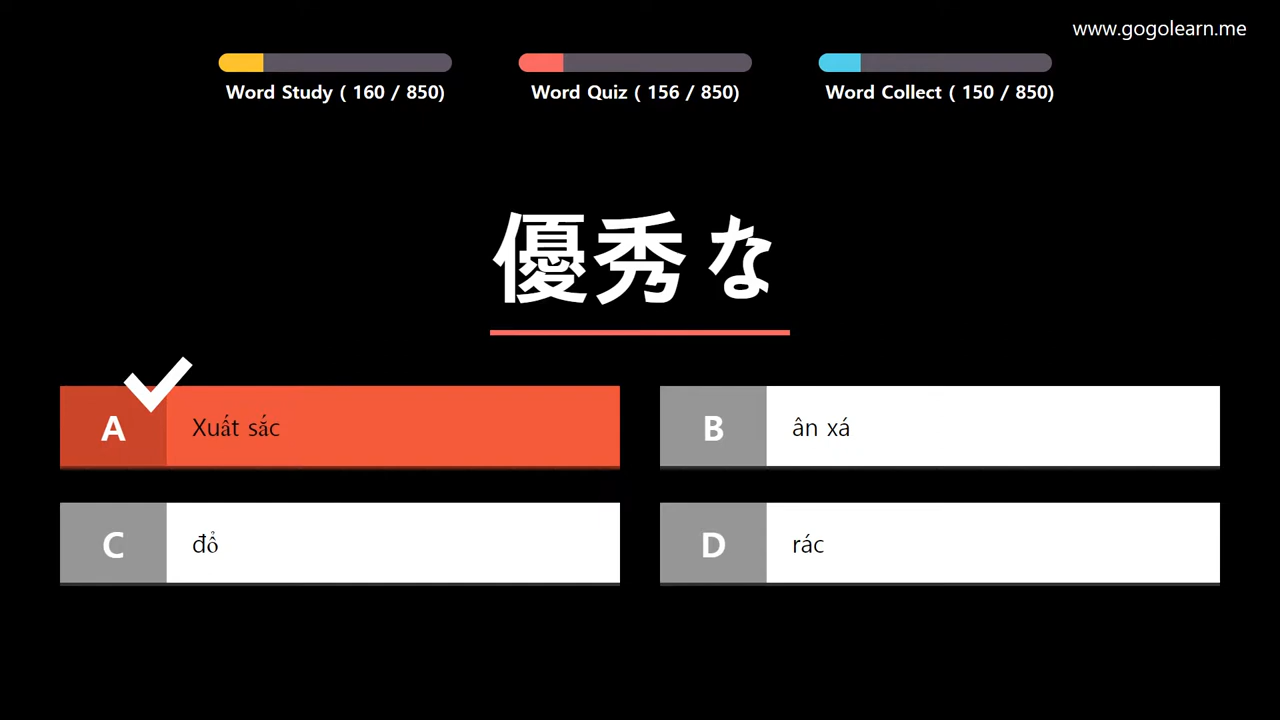 www.gogolearn.me
Word Study ( 160 / 850)
Word Quiz ( 156 / 850)
Word Collect ( 150 / 850)
優秀な
A Xuất sắc
B ân xá
C đổ
D rác